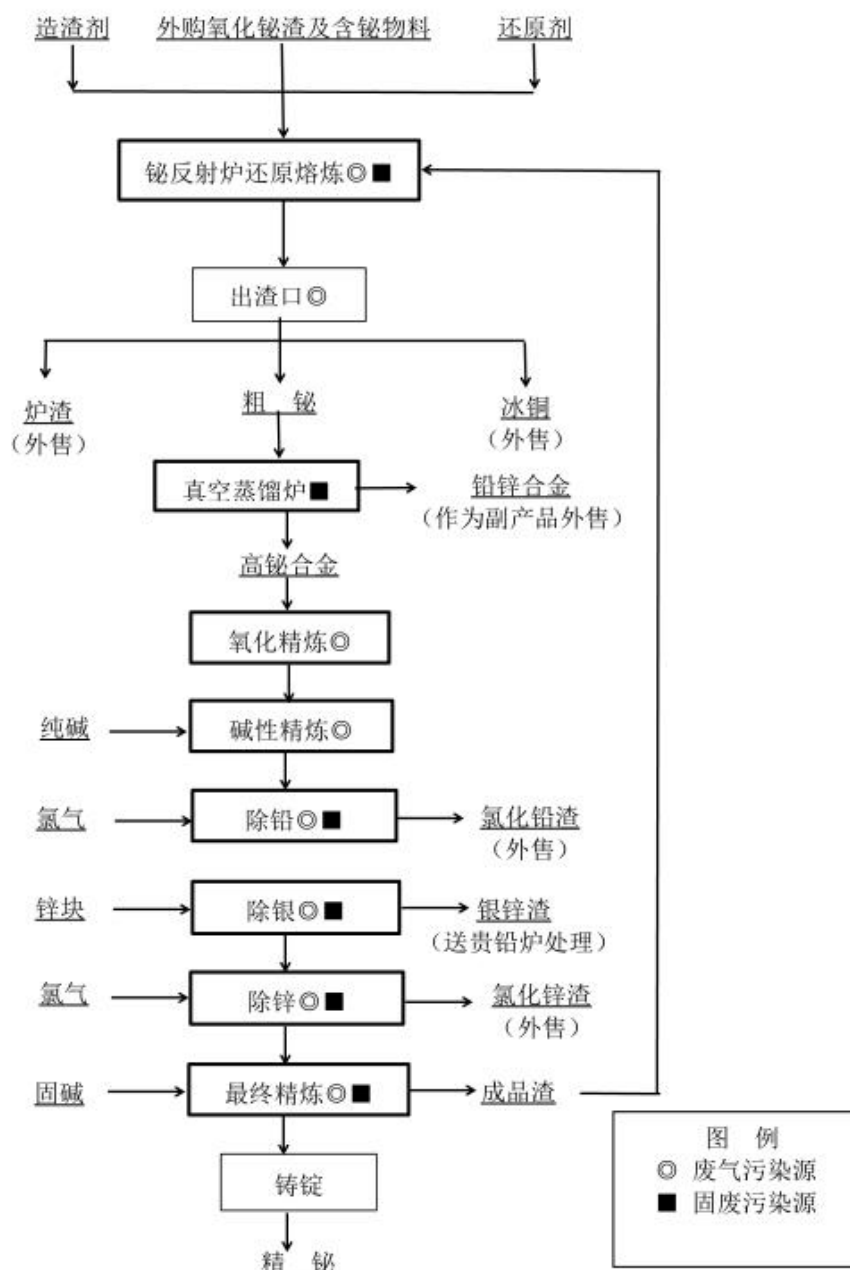 造渣剂 外购氧化铋渣及含铋物料 还原剂
铋反射炉还原熔炼◎■
出渣口◎
炉渣
(外售)
粗 铋
冰铜
(外售)
真空蒸馏炉■
铅锌合金
(作为副产品外售)
高铋合金
氧化精炼◎
纯碱
碱性精炼◎
氯气
除铅◎■
氯化铅渣
(外售)
锌块
除银◎■
银锌渣
(送贵铅炉处理)
氯气
除锌◎■
氯化锌渣
(外售)
固碱
最终精炼◎■
成品渣
铸锭
精 铋
图 例
◎ 废气污染源
■ 固废污染源